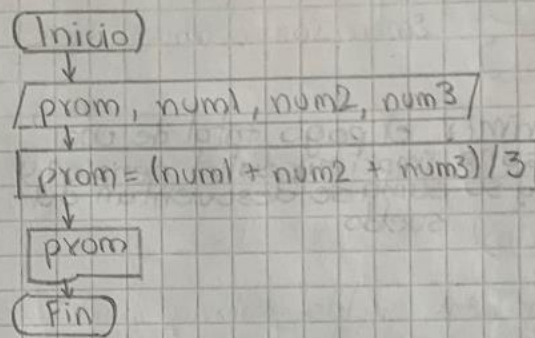 Inicio
prom, num1, num2, num3
prom = (num1 + num2 + num3) / 3
prom
Fin